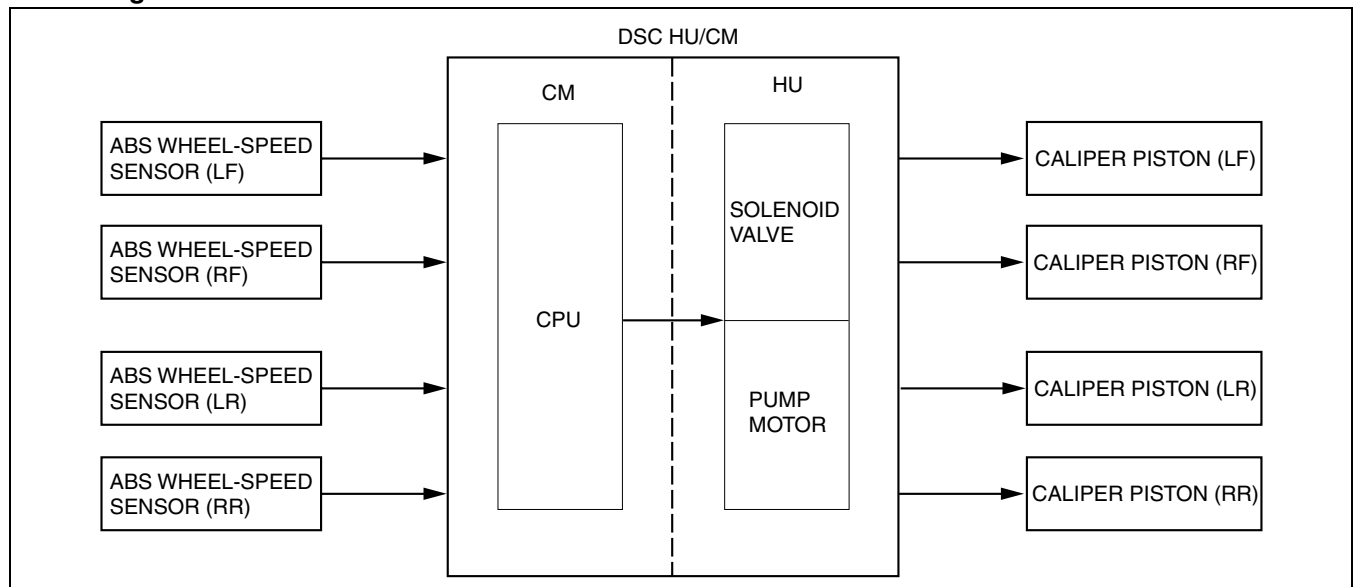 DSC HU/CM
CM
HU
ABS WHEEL-SPEED
SENSOR (LF)
ABS WHEEL-SPEED
SENSOR (RF)
ABS WHEEL-SPEED
SENSOR (LR)
ABS WHEEL-SPEED
SENSOR (RR)
CPU
SOLENOID
VALVE
PUMP
MOTOR
CALIPER PISTON (LF)
CALIPER PISTON (RF)
CALIPER PISTON (LR)
CALIPER PISTON (RR)